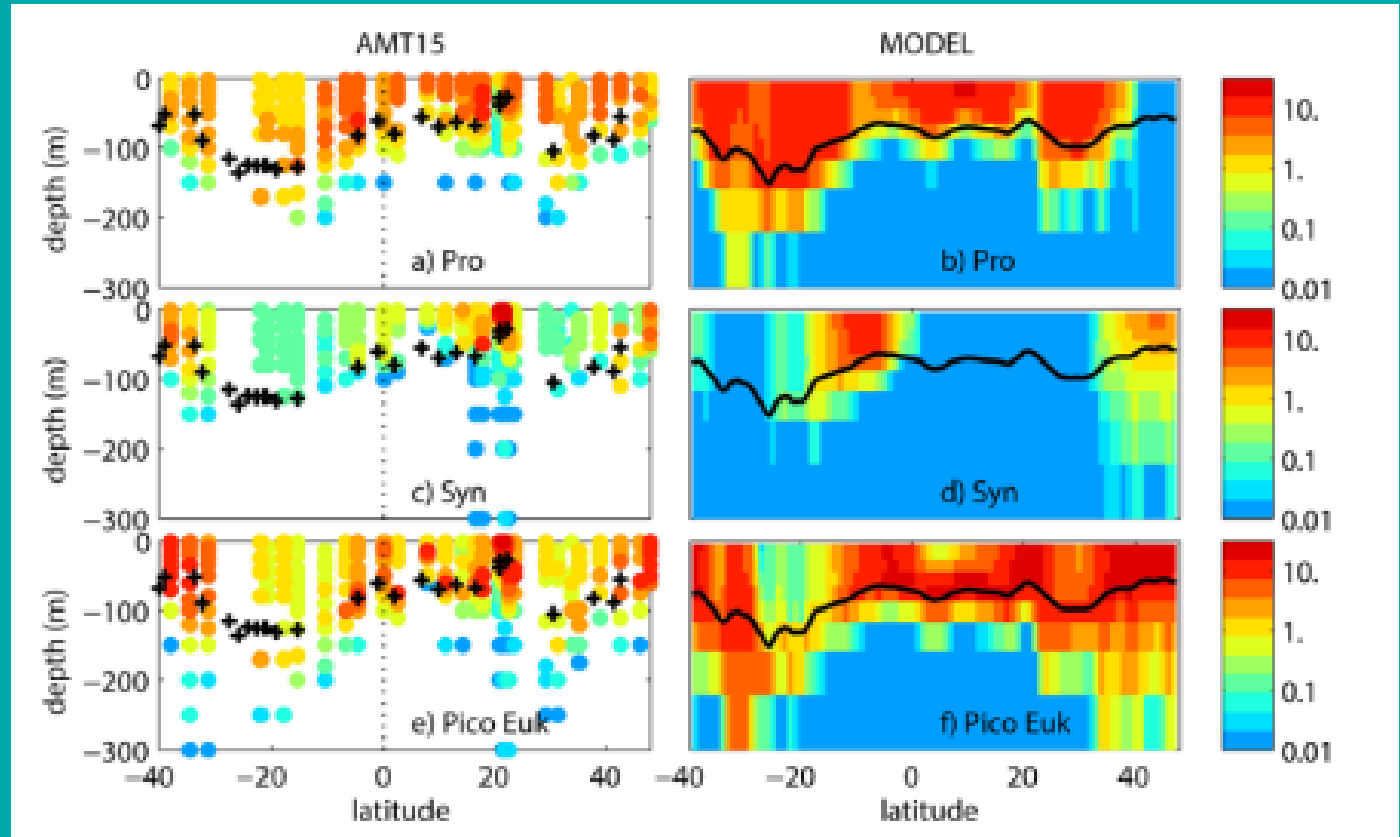 AMT15 MODEL
0
−100
−200
−300
depth (m)
a) Pro
b) Pro
10.
1.
0.1
0.01
0
−100
−200
−300
depth (m)
c) Syn
d) Syn
10.
1.
0.1
0.01
0
−100
−200
−300
depth (m)
e) Pico Euk
f) Pico Euk
10.
1.
0.1
0.01
−40 −20 0 20 40 −40 −20 0 20 40
latitude latitude